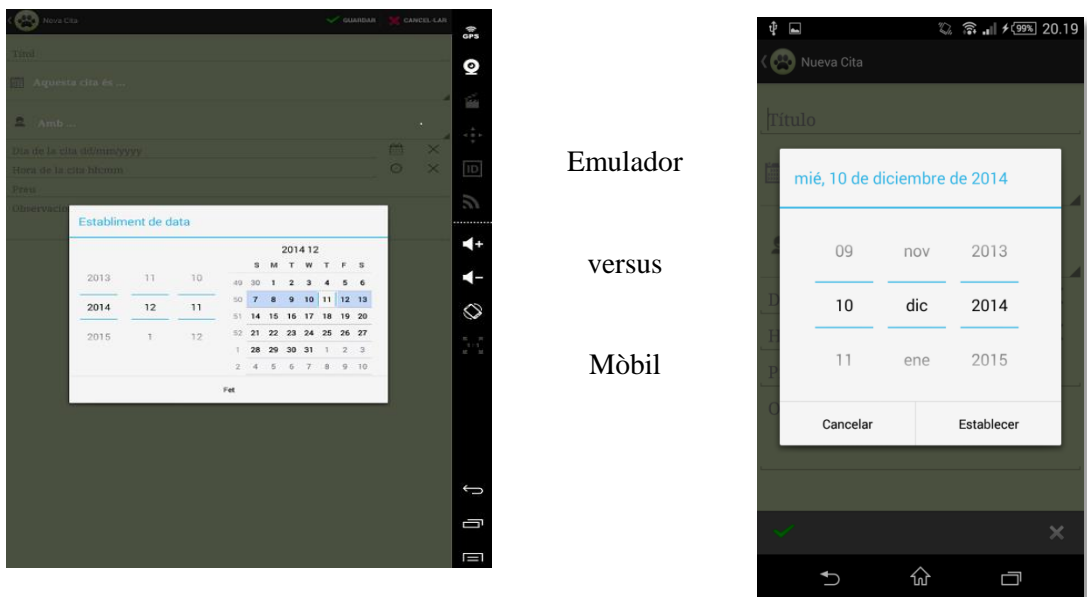 Nova Cita
GUARDAR
CANCEL·LAR
GPS
Títol
Aquesta cita és ...
Amb ...
Dia de la cita dd/mm/yyyy
Hora de la cita hh:mm
Preu
Observacio
ID
Establiment de data
2014 12
S M T W T F S
2013 11 10
49 30 1 2 3 4 5 6
50 7 8 9 10 11 12 13
2014 12 11
51 14 15 16 17 18 19 20
52 21 22 23 24 25 26 27
2015 1 12
1 28 29 30 31 1 2 3
2 4 5 6 7 8 9 10
Fet
Emulador
versus
Mòbil
99% 20.19
Nueva Cita
Título
mié, 10 de diciembre de 2014
09 nov 2013
D
10 dic 2014
H
11 ene 2015
P
O
Cancelar Establecer